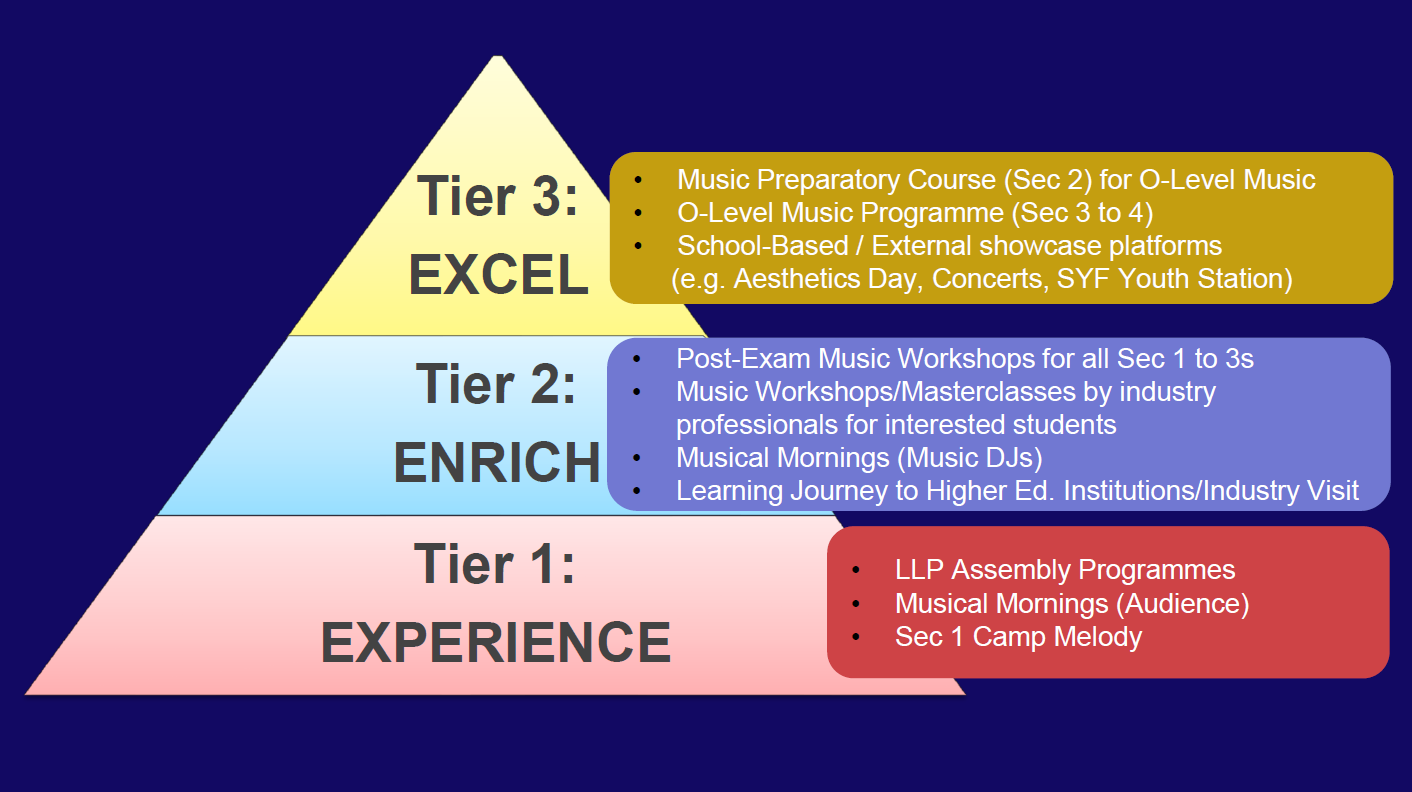 Tier 3:
EXCEL
• Music Preparatory Course (Sec 2) for O-Level Music
• O-Level Music Programme (Sec 3 to 4)
• School-Based / External showcase platforms
(e.g. Aesthetics Day, Concerts, SYF Youth Station)
Tier 2:
ENRICH
• Post-Exam Music Workshops for all Sec 1 to 3s
• Music Workshops/Masterclasses by industry
professionals for interested students
• Musical Mornings (Music DJs)
• Learning Journey to Higher Ed. Institutions/Industry Visit
Tier 1:
EXPERIENCE
• LLP Assembly Programmes
• Musical Mornings (Audience)
• Sec 1 Camp Melody